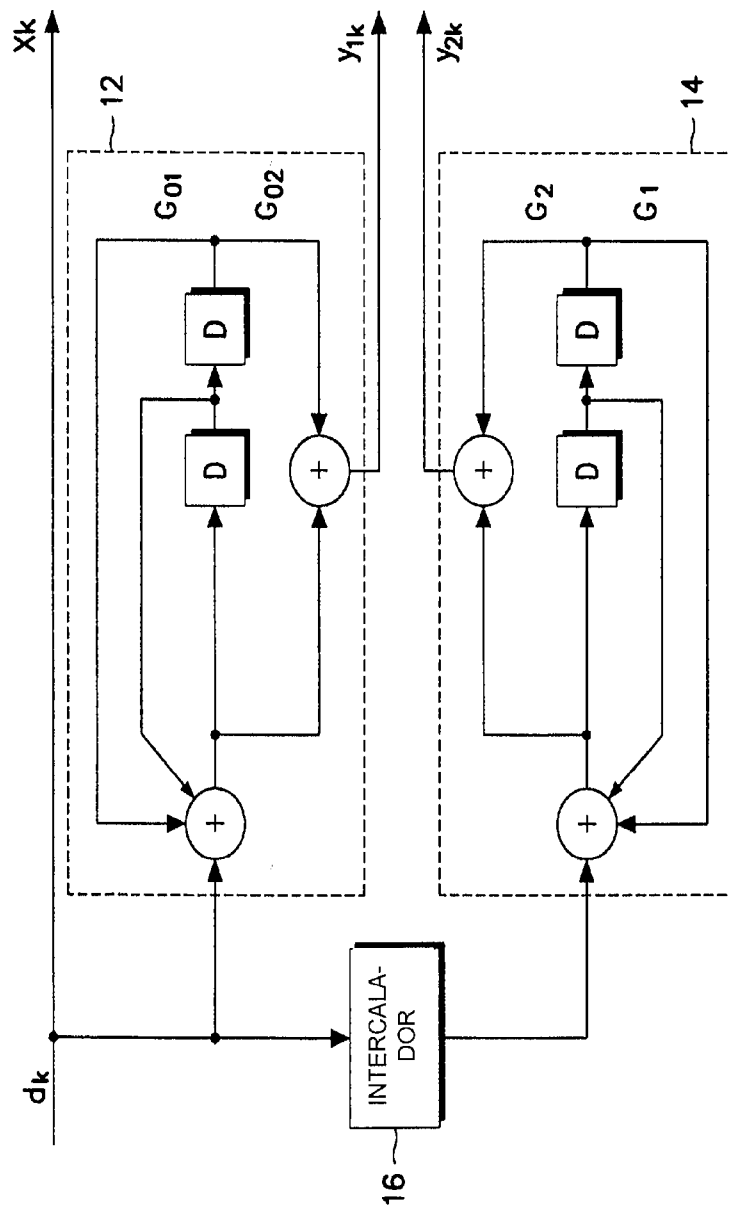 dk
Xk
12
G01
G02
D
D
+
+
y1k
y2k
14
G2
G1
D
D
+
+
INTERCALA-
DOR
16